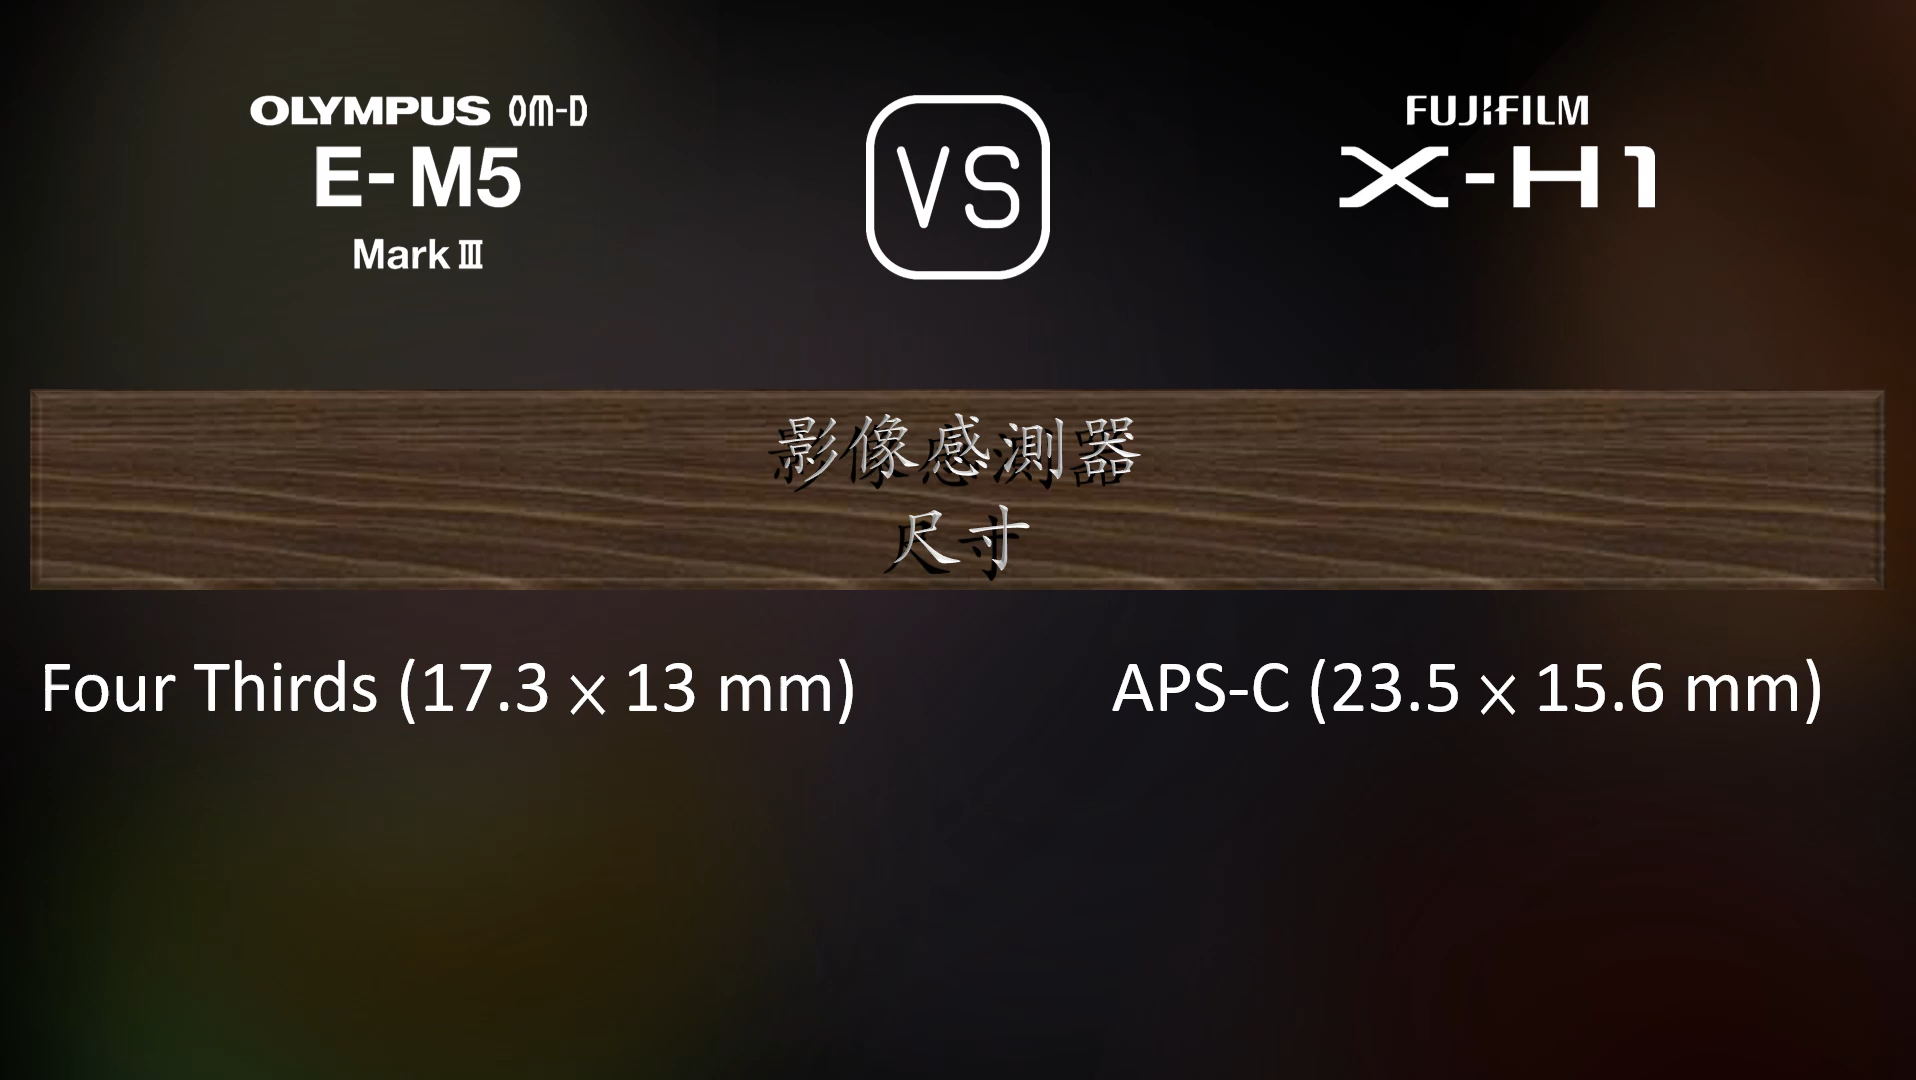 OLYMPUS OM-D
E-M5
Mark III
VS
FUJIFILM
X-H1
影像感測器
尺寸
Four Thirds (17.3 x 13 mm)
APS-C (23.5 x 15.6 mm)